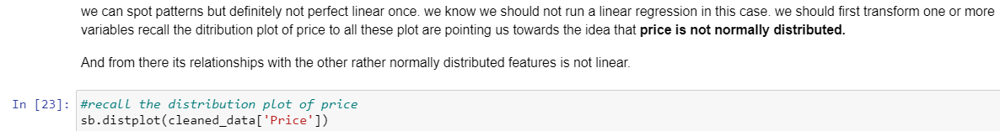 we can spot patterns but definitely not perfect linear once. we know we should not run a linear regression in this case. we should first transform one or more
variables recall the ditribution plot of price to all these plot are pointing us towards the idea that price is not normally distributed.
And from there its relationships with the other rather normally distributed features is not linear.
In [23]: #recall the distribution plot of price
sb.distplot(cleaned_data['Price'])